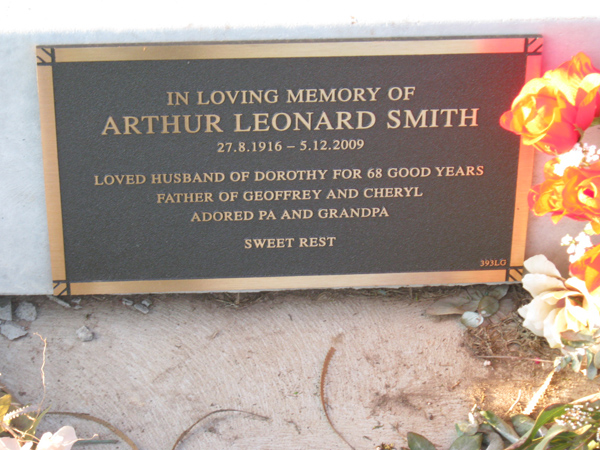 IN LOVING MEMORY OF
ARTHUR LEONARD SMITH
27.8.1916 – 5.12.2009
LOVED HUSBAND OF DOROTHY FOR 68 GOOD YEARS
FATHER OF GEOFFREY AND CHERYL
ADORED PA AND GRANDPA
SWEET REST
393LG